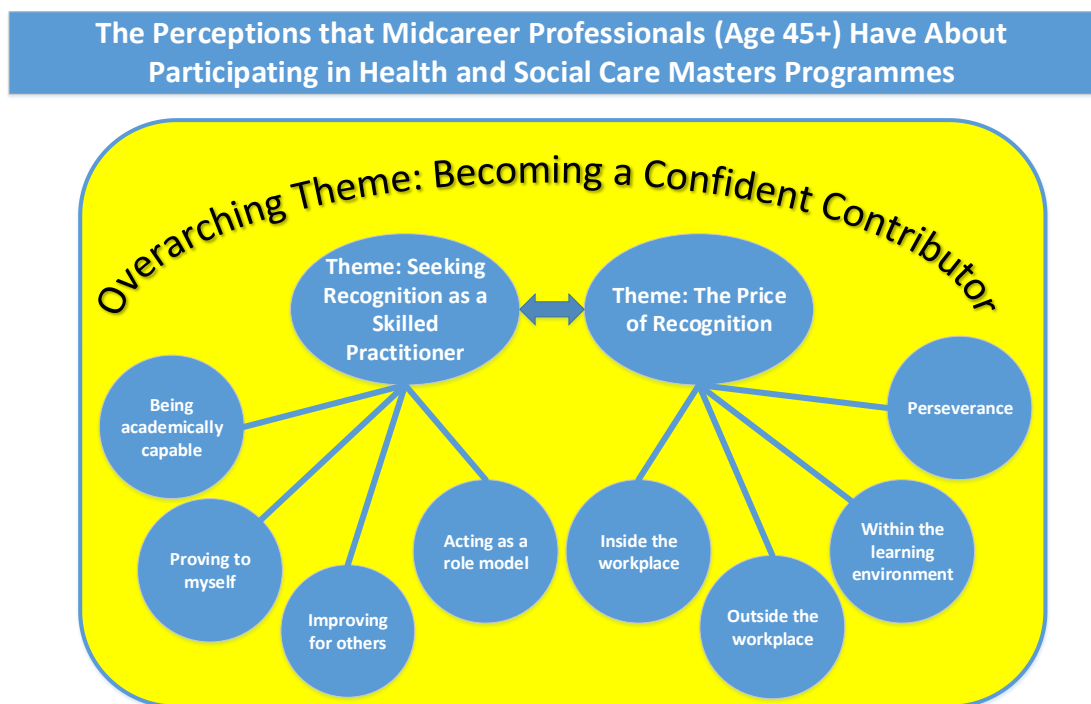 The Perceptions that Midcareer Professionals (Age 45+) Have About
Participating in Health and Social Care Masters Programmes
Overarching Theme: Becoming a Confident Contributor
Theme: Seeking
Recognition as a
Skilled
Practitioner
Theme: The Price
of Recognition
Being
academically
capable
Proving to
myself
Improving
for others
Acting as a
role model
Inside the
workplace
Outside the
workplace
Within the
learning
environment
Perseverance